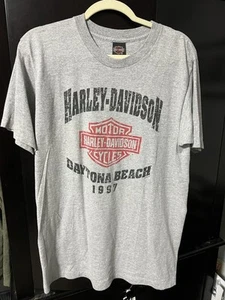 HARLEY-DAVIDSON
MOTOR
HARLEY-DAVIDSON
CYCLES
DAYTONA BEACH
1997